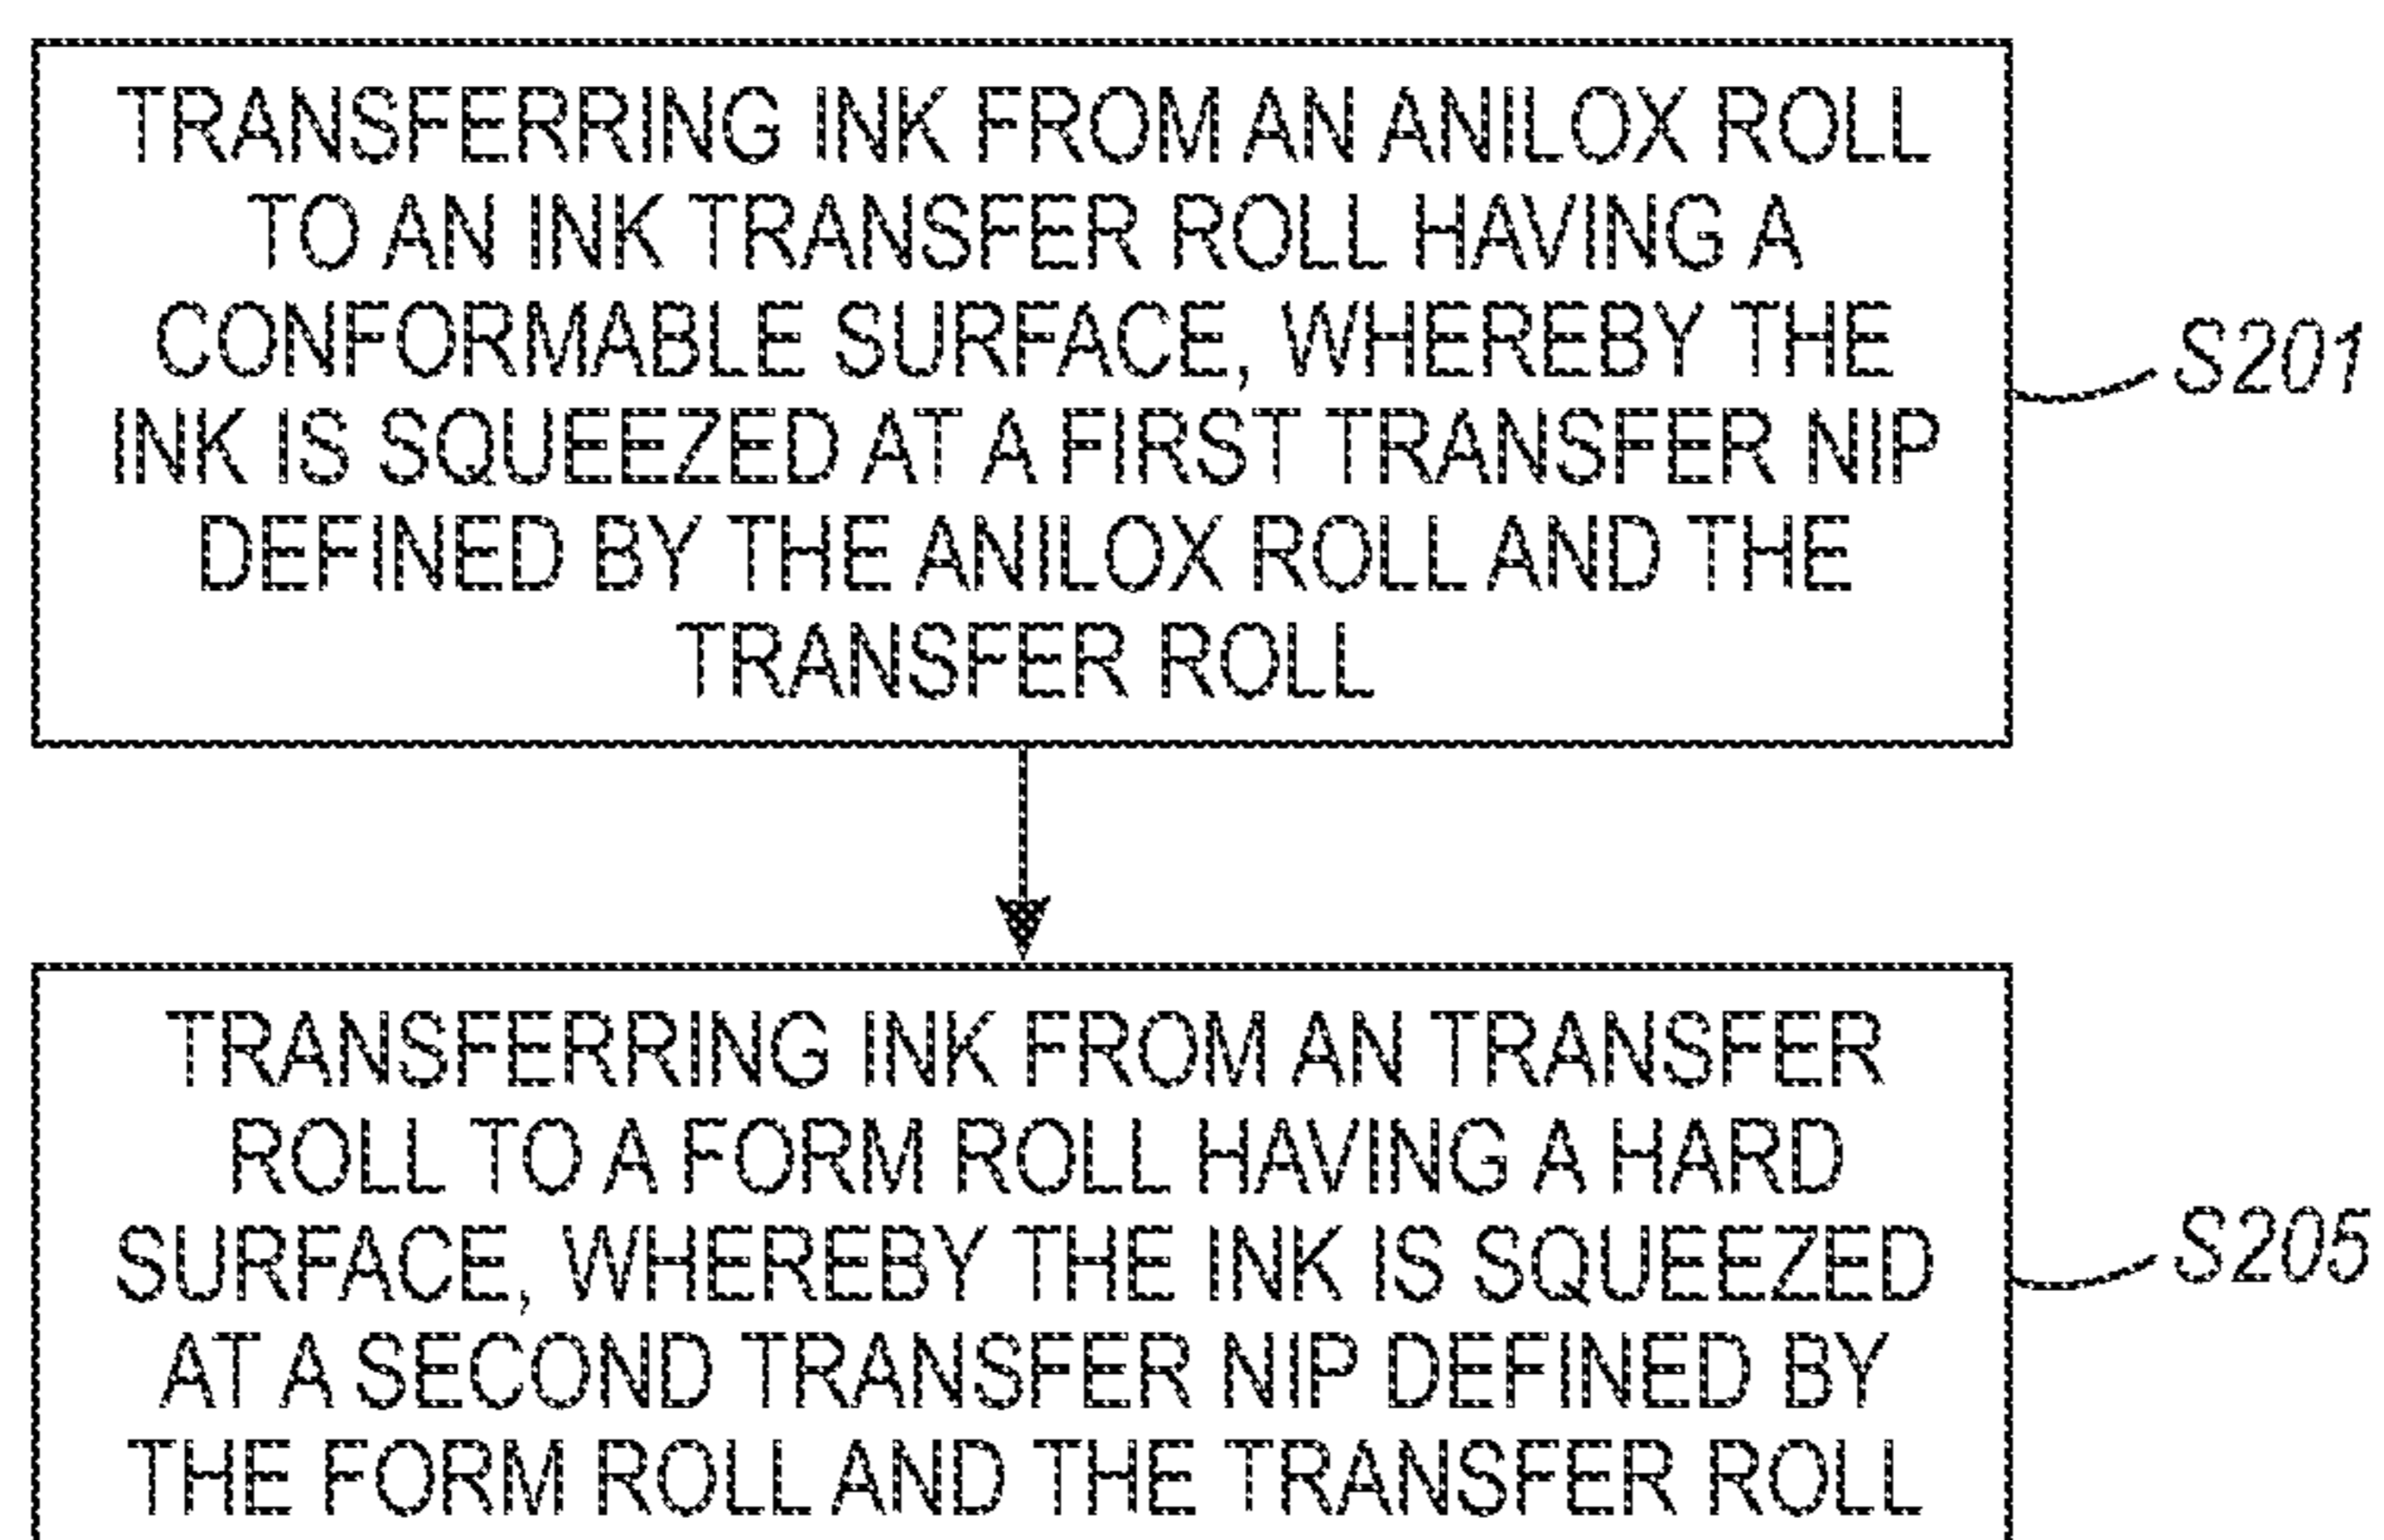 TRANSFERRING INK FROM AN ANILOX ROLL
TO AN INK TRANSFER ROLL HAVING A
CONFORMABLE SURFACE, WHEREBY THE
INK IS SQUEEZED AT A FIRST TRANSFER NIP
DEFINED BY THE ANILOX ROLL AND THE
TRANSFER ROLL
S201
TRANSFERRING INK FROM AN TRANSFER
ROLL TO A FORM ROLL HAVING A HARD
SURFACE, WHEREBY THE INK IS SQUEEZED
AT A SECOND TRANSFER NIP DEFINED BY
THE FORM ROLL AND THE TRANSFER ROLL
S205